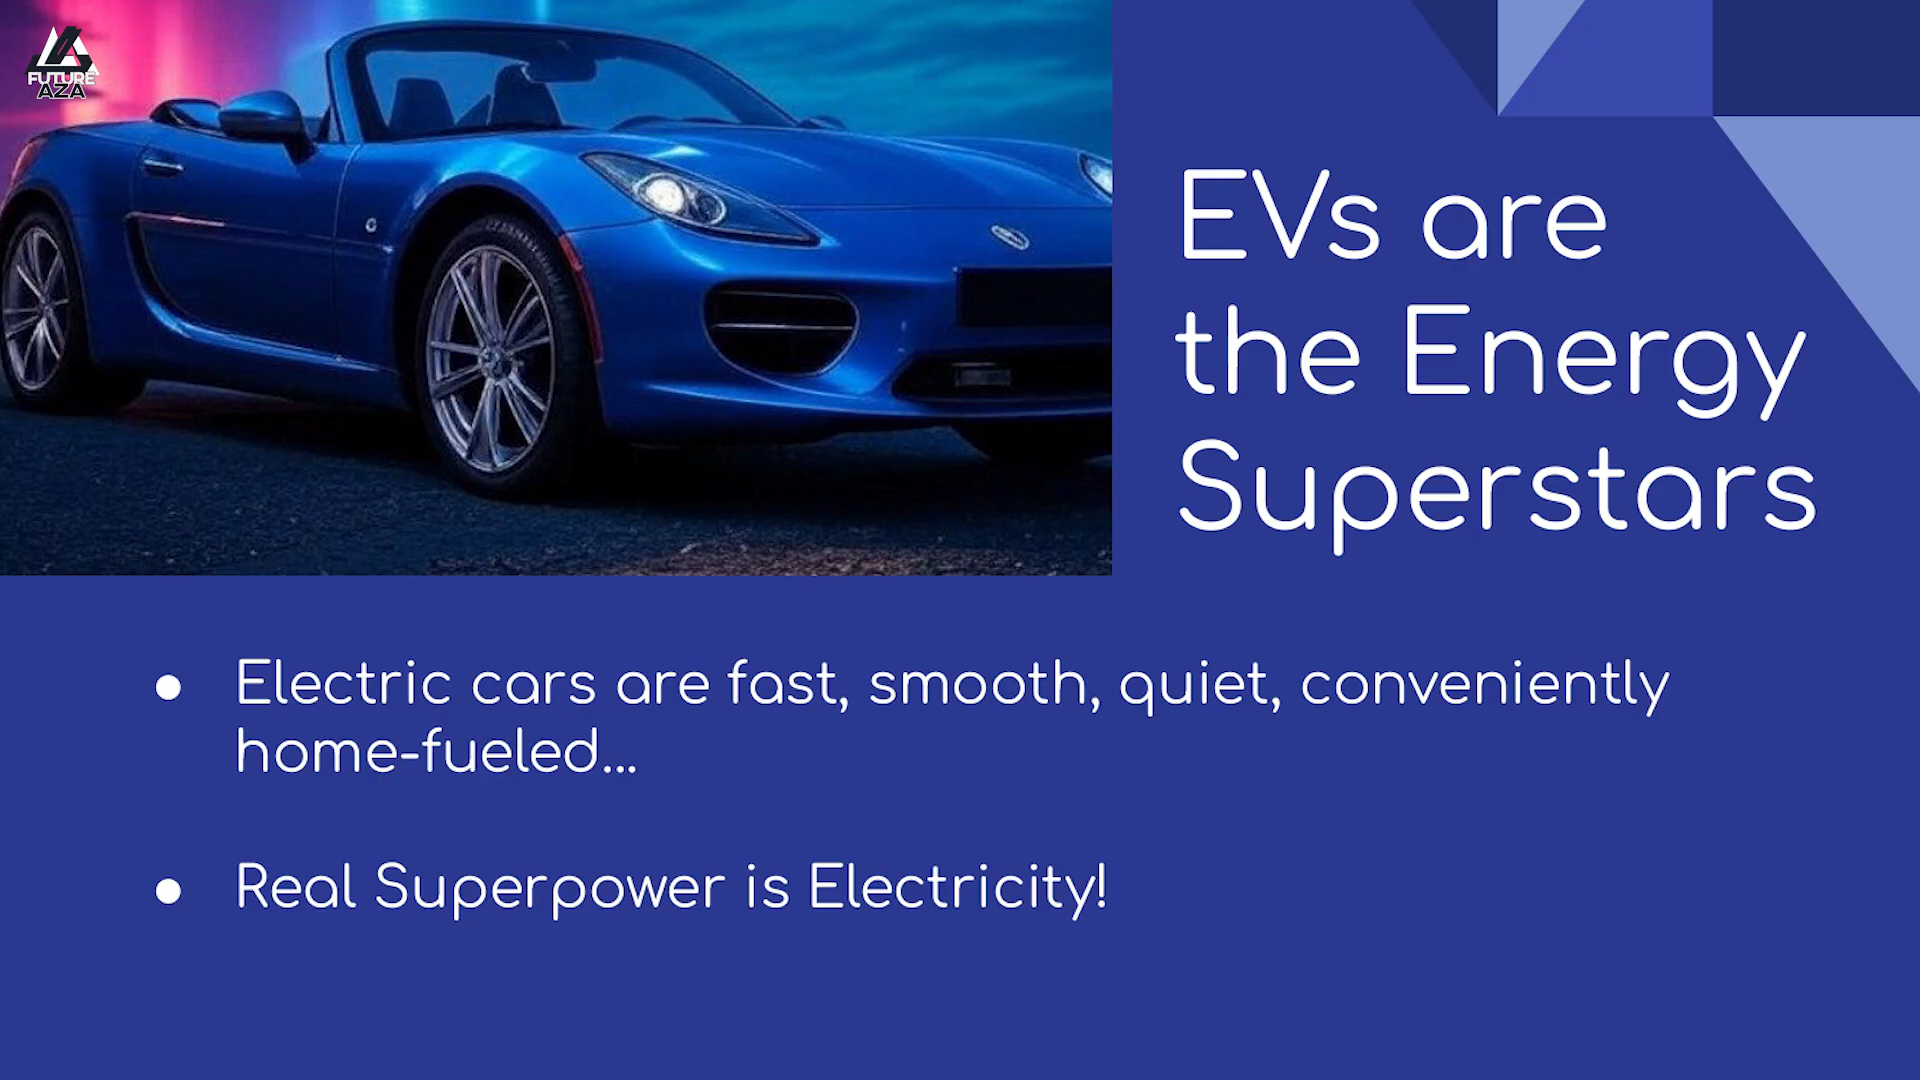 FUTURE
AZA
EVs are
the Energy
Superstars
● Electric cars are fast, smooth, quiet, conveniently
home-fueled...
● Real Superpower is Electricity!